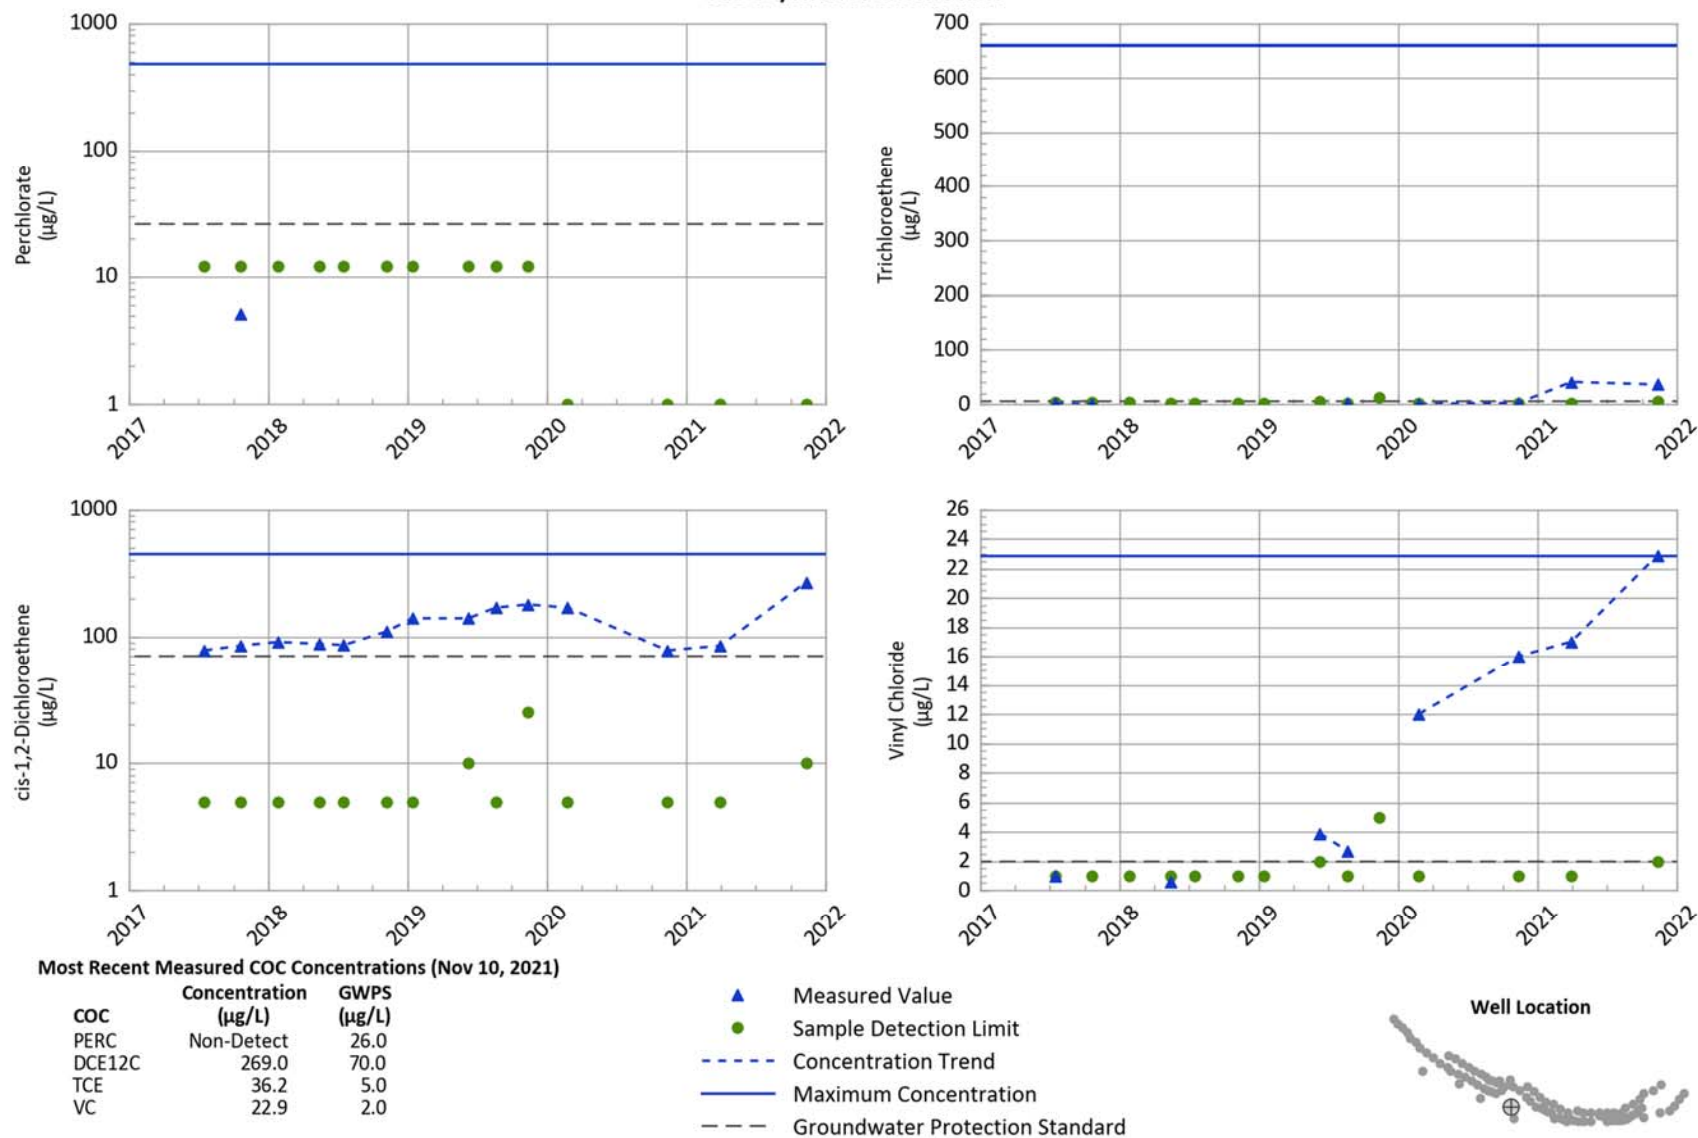 1000
100
10
1
Perchlorate
(µg/L)
2017
2018
2019
2020
2021
2022
700
600
500
400
300
200
100
0
Trichloroethene
(µg/L)
2017
2018
2019
2020
2021
2022
1000
100
10
1
cis-1,2-Dichloroethene
(µg/L)
2017
2018
2019
2020
2021
2022
26
24
22
20
18
16
14
12
10
8
6
4
2
0
Vinyl Chloride
(µg/L)
2017
2018
2019
2020
2021
2022
Most Recent Measured COC Concentrations (Nov 10, 2021)
Concentration GWPS
COC (µg/L) (µg/L)
PERC Non-Detect 26.0
DCE12C 269.0 70.0
TCE 36.2 5.0
VC 22.9 2.0
Measured Value
Sample Detection Limit
Concentration Trend
Maximum Concentration
Groundwater Protection Standard
Well Location